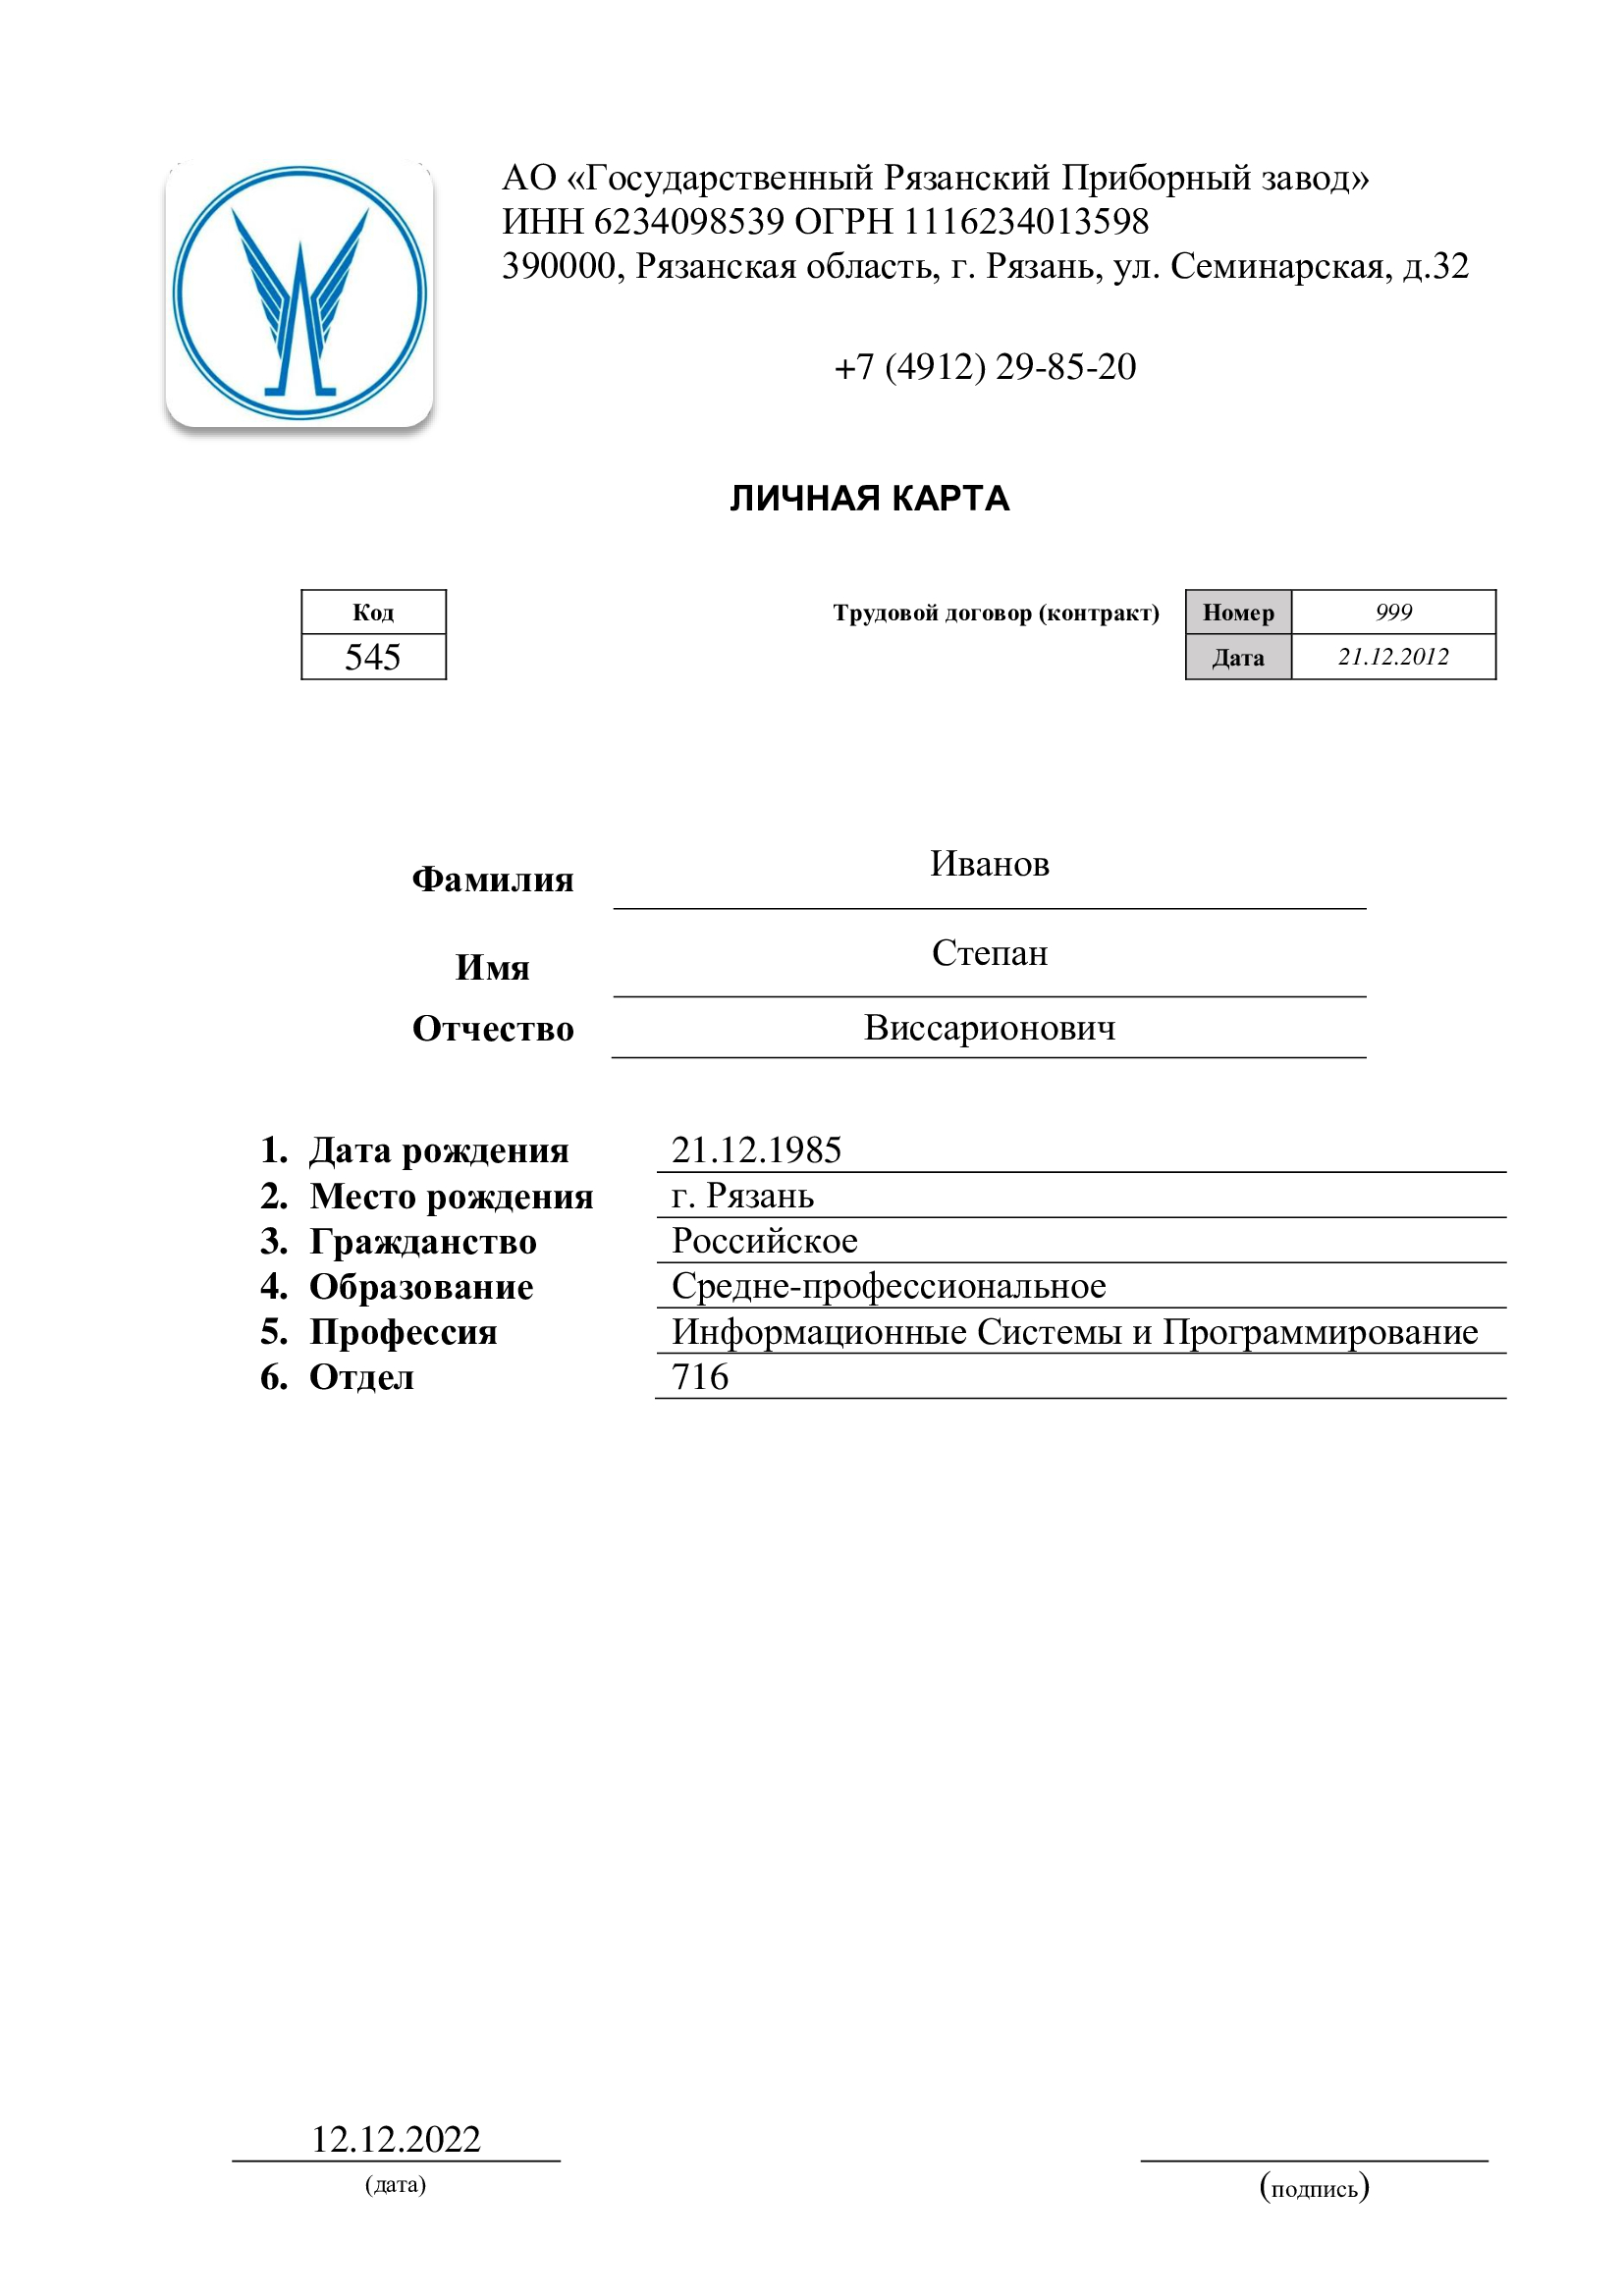 АО «Государственный Рязанский Приборный завод»
ИНН 6234098539 ОГРН 1116234013598
390000, Рязанская область, г. Рязань, ул. Семинарская, д.32
+7 (4912) 29-85-20
ЛИЧНАЯ КАРТА
Код Трудовой договор (контракт) Номер 999
545 Дата 21.12.2012
Фамилия Иванов
Имя Степан
Отчество Виссарионович
1. Дата рождения 21.12.1985
2. Место рождения г. Рязань
3. Гражданство Российское
4. Образование Средне-профессиональное
5. Профессия Информационные Системы и Программирование
6. Отдел 716
12.12.2022
(дата) (подпись)